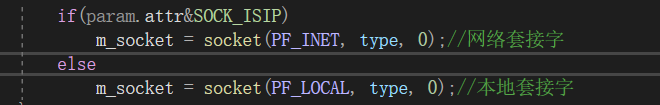 if(param.attr&SOCK_ISIP)
m_socket = socket(PF_INET, type, 0);//网络套接字
else
m_socket = socket(PF_LOCAL, type, 0);//本地套接字